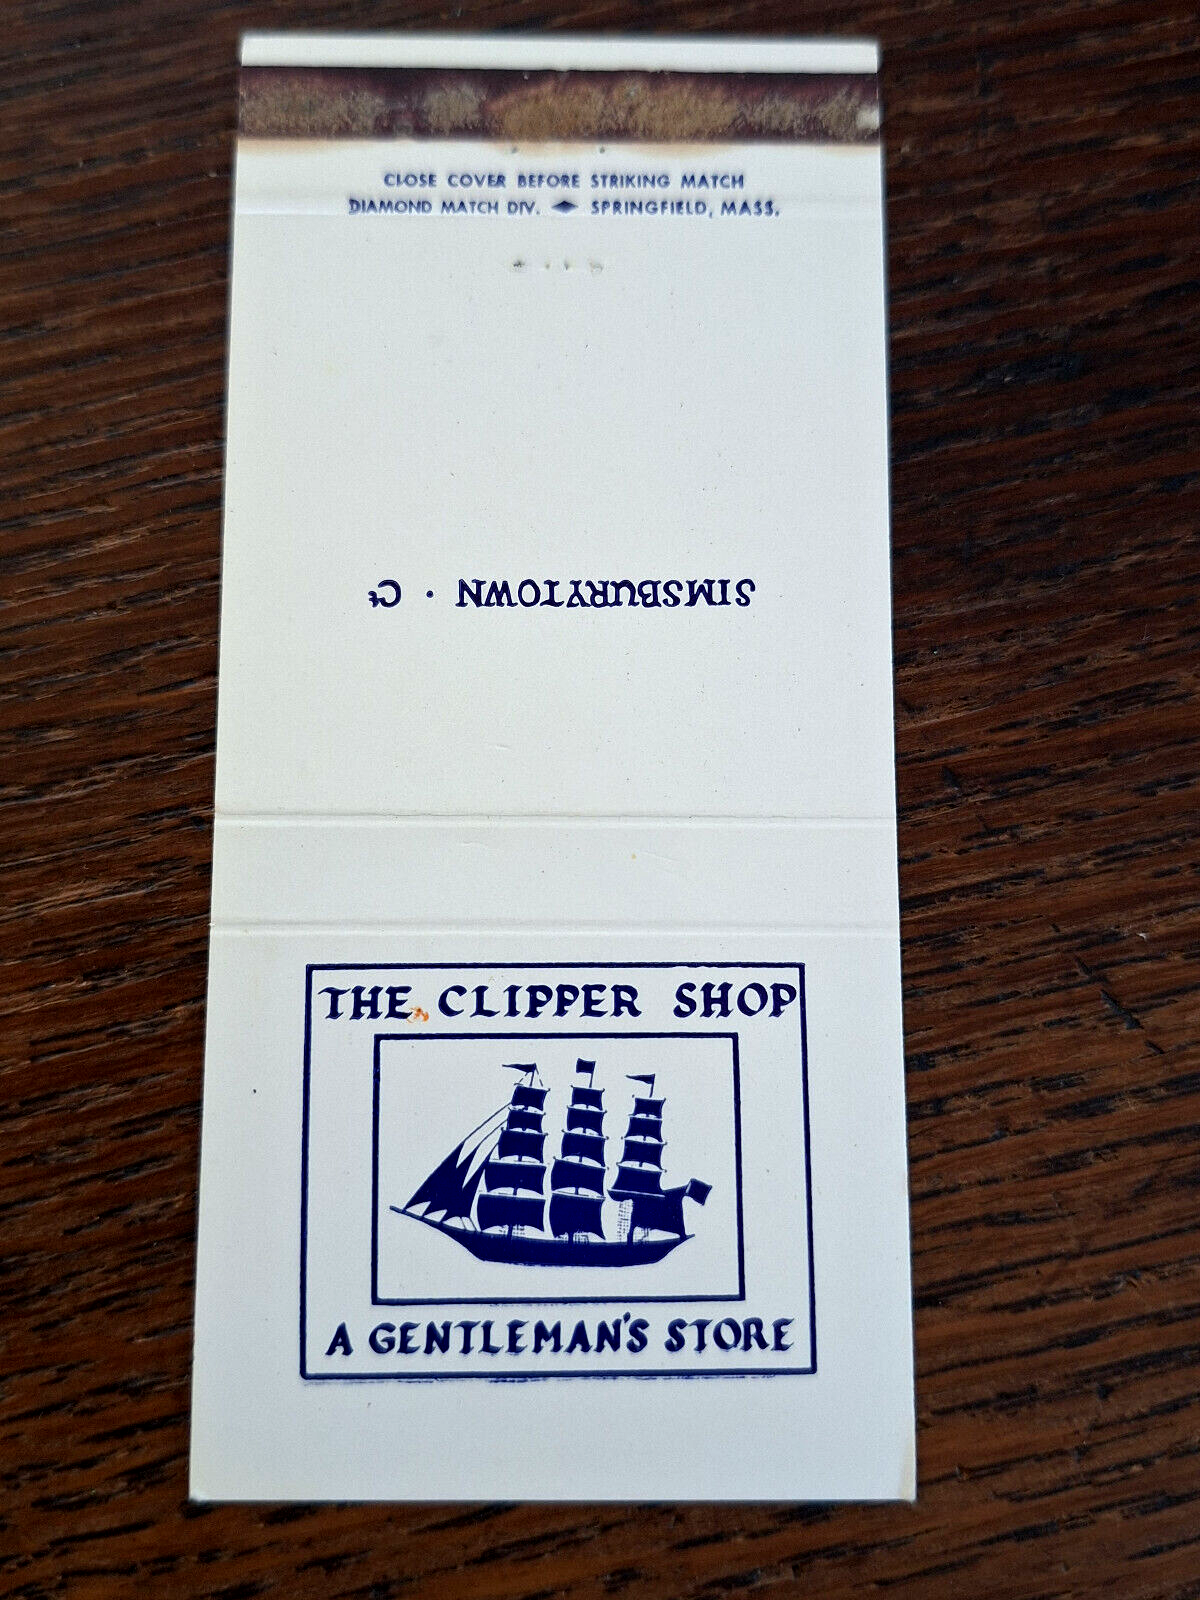 CLOSE COVER BEFORE STRIKING MATCH
DIAMOND MATCH DIV. SPRINGFIELD, MASS.
SIMSBURYTOWN · Ct
THE CLIPPER SHOP
A GENTLEMAN'S STORE